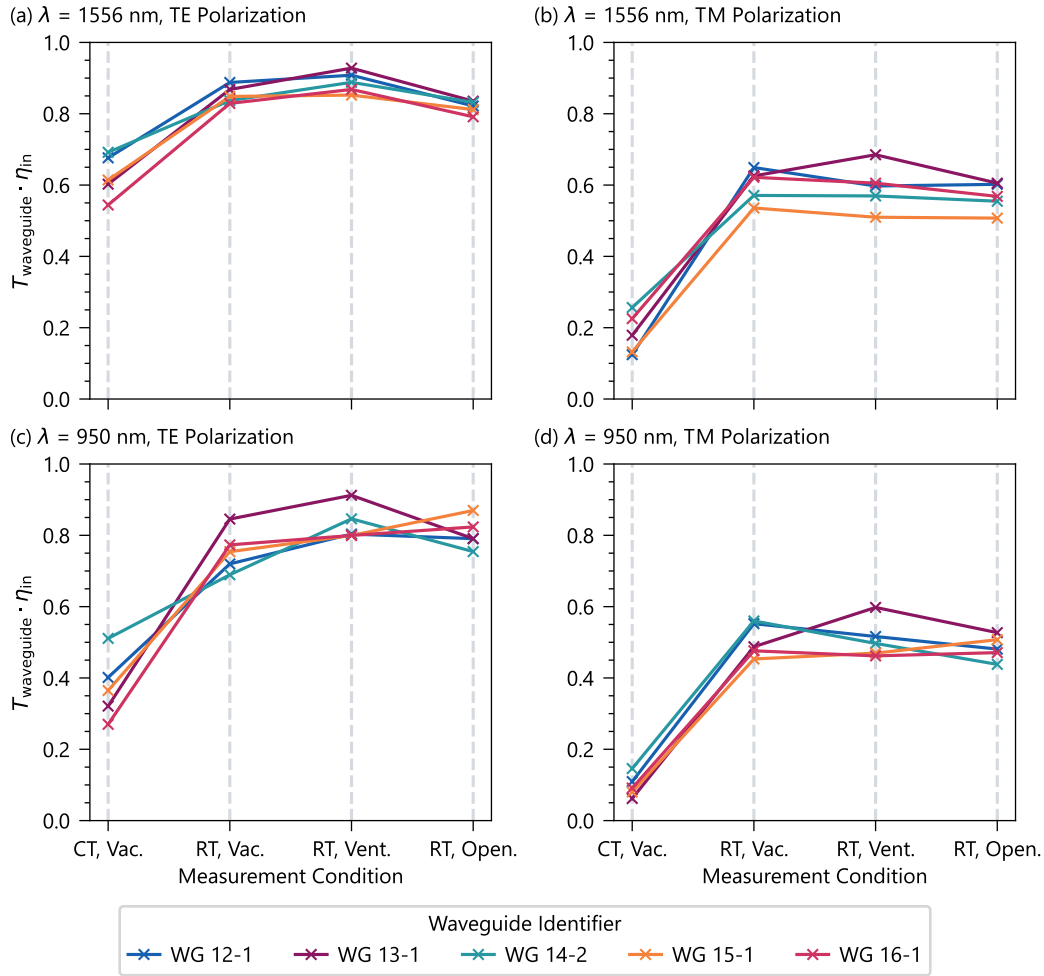 (a) λ = 1556 nm, TE Polarization
(b) λ = 1556 nm, TM Polarization
1.0
0.8
0.6
0.4
0.2
0.0
T_waveguide · η_in
1.0
0.8
0.6
0.4
0.2
0.0
(c) λ = 950 nm, TE Polarization
(d) λ = 950 nm, TM Polarization
1.0
0.8
0.6
0.4
0.2
0.0
T_waveguide · η_in
1.0
0.8
0.6
0.4
0.2
0.0
CT, Vac. RT, Vac. RT, Vent. RT, Open.
Measurement Condition
CT, Vac. RT, Vac. RT, Vent. RT, Open.
Measurement Condition
Waveguide Identifier
WG 12-1 WG 13-1 WG 14-2 WG 15-1 WG 16-1